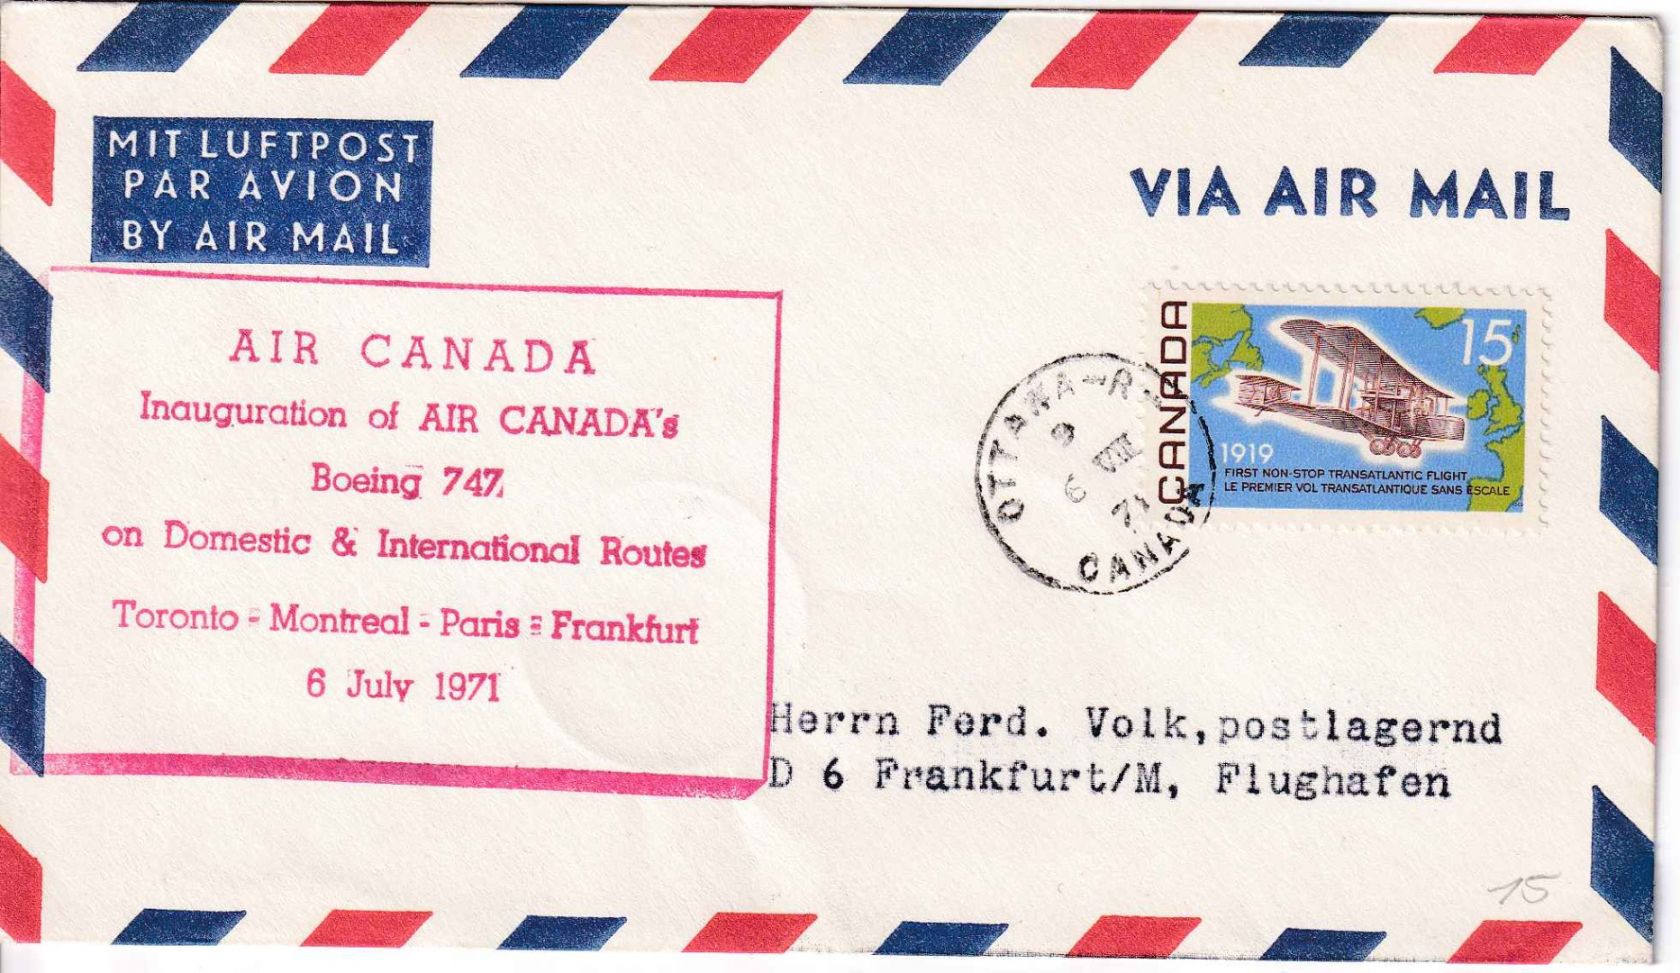 MIT LUFTPOST
PAR AVION
BY AIR MAIL
VIA AIR MAIL
AIR CANADA
Inauguration of AIR CANADA's
Boeing 747
on Domestic & International Routes
Toronto - Montreal - Paris - Frankfurt
6 July 1971
CANADA
15
1919
FIRST NON-STOP TRANSATLANTIC FLIGHT
LE PREMIER VOL TRANSATLANTIQUE SANS ESCALE
OTTAWA
6 VII
71
CANADA
Herrn Ferd. Volk, postlagernd
D 6 Frankfurt/M, Flughafen
15